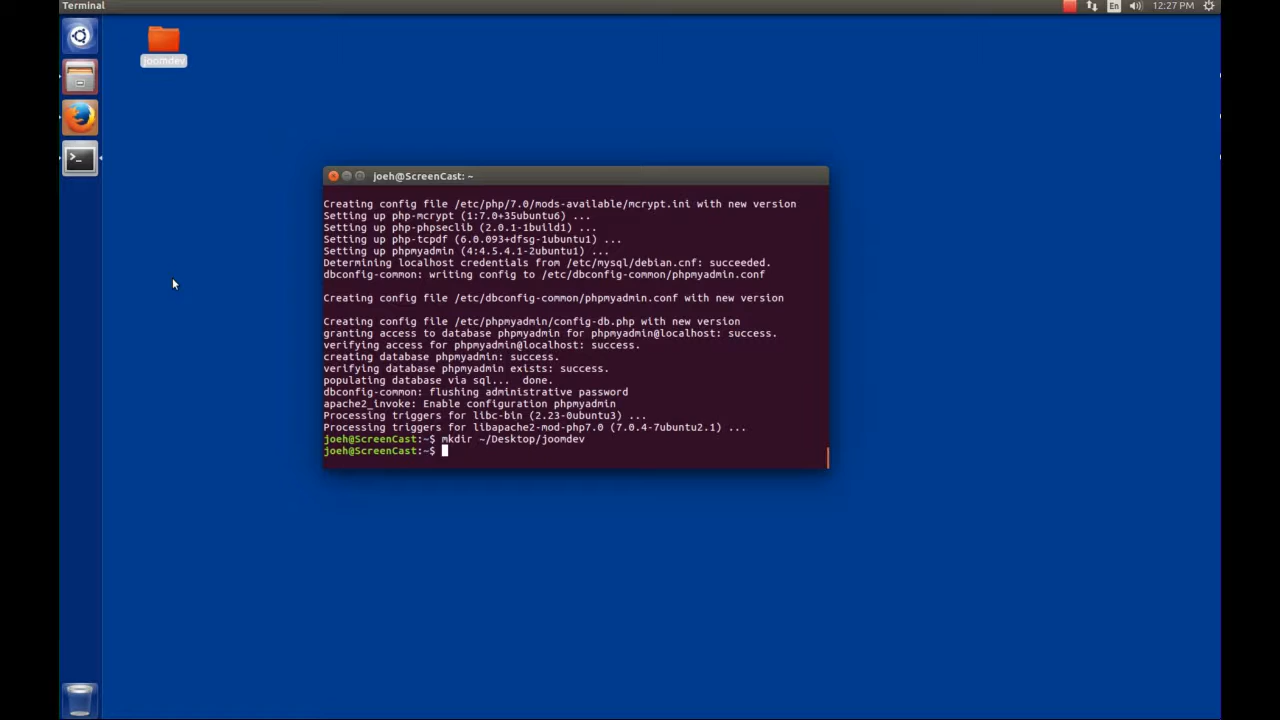 Terminal
En
12:27 PM
joomdev
joeh@ScreenCast: ~
Creating config file /etc/php/7.0/mods-available/mcrypt.ini with new version
Setting up php-mcrypt (1:7.0+35ubuntu6) ...
Setting up php-phpseclib (2.0.1-1build1) ...
Setting up php-tcpdf (6.0.093+dfsg-1ubuntu1) ...
Setting up phpmyadmin (4:4.5.4.1-2ubuntu1) ...
Determining localhost credentials from /etc/mysql/debian.cnf: succeeded.
dbconfig-common: writing config to /etc/dbconfig-common/phpmyadmin.conf
Creating config file /etc/dbconfig-common/phpmyadmin.conf with new version
Creating config file /etc/phpmyadmin/config-db.php with new version
granting access to database phpmyadmin for phpmyadmin@localhost: success.
verifying access for phpmyadmin@localhost: success.
creating database phpmyadmin: success.
verifying database phpmyadmin exists: success.
populating database via sql...  done.
dbconfig-common: flushing administrative password
apache2_invoke: Enable configuration phpmyadmin
Processing triggers for libc-bin (2.23-0ubuntu3) ...
Processing triggers for libapache2-mod-php7.0 (7.0.4-7ubuntu2.1) ...
joeh@ScreenCast:~$ mkdir ~/Desktop/joomdev
joeh@ScreenCast:~$